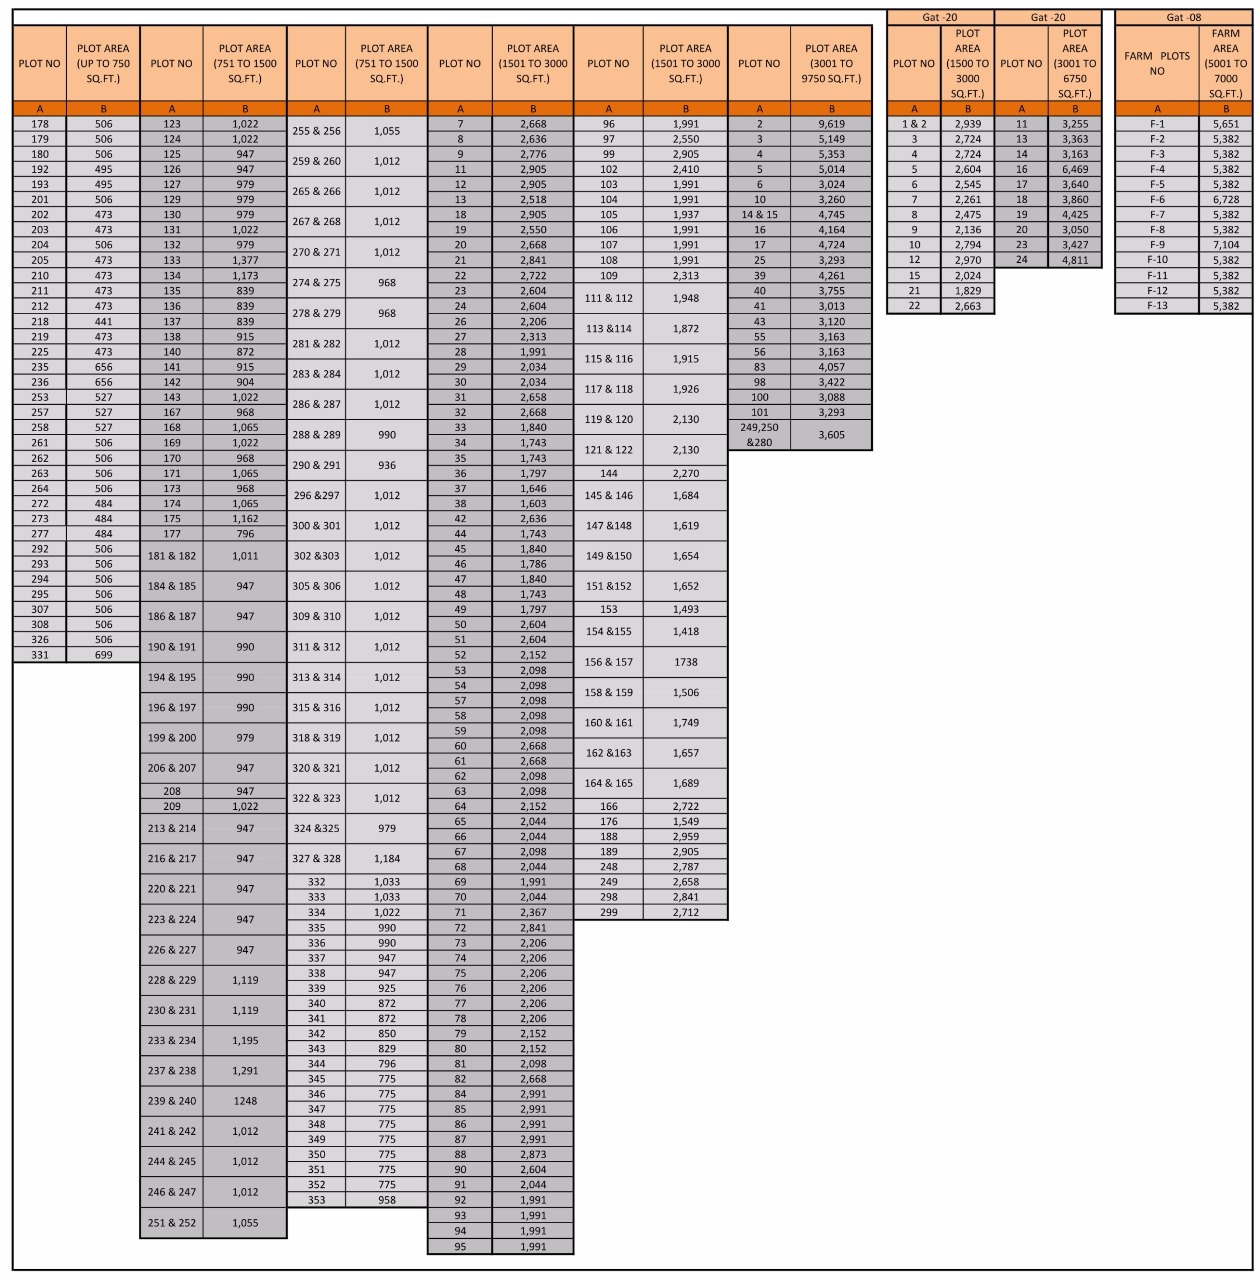 PLOT NO PLOT AREA (UP TO 750 SQ.FT.)
A B
178 506
179 506
180 506
192 495
193 495
201 506
202 473
203 473
204 506
205 473
210 473
211 473
212 473
218 441
219 473
225 473
235 656
236 656
253 527
257 527
258 527
261 506
262 506
263 506
264 506
272 484
273 484
277 484
292 506
293 506
294 506
295 506
307 506
308 506
326 506
331 699
PLOT NO PLOT AREA (751 TO 1500 SQ.FT.)
A B
123 1,022
124 1,022
125 947
126 947
127 979
129 979
130 979
131 1,022
132 979
133 1,377
134 1,173
135 839
136 839
137 839
138 915
140 872
141 915
142 904
143 1,022
167 968
168 1,065
169 1,022
170 968
171 1,065
173 968
174 1,065
175 1,162
177 796
181 & 182 1,011
184 & 185 947
186 & 187 947
190 & 191 990
194 & 195 990
196 & 197 990
199 & 200 979
206 & 207 947
208 947
209 1,022
213 & 214 947
216 & 217 947
220 & 221 947
223 & 224 947
226 & 227 947
228 & 229 1,119
230 & 231 1,119
233 & 234 1,195
237 & 238 1,291
239 & 240 1248
241 & 242 1,012
244 & 245 1,012
246 & 247 1,012
251 & 252 1,055
PLOT NO PLOT AREA (751 TO 1500 SQ.FT.)
A B
255 & 256 1,055
259 & 260 1,012
265 & 266 1,012
267 & 268 1,012
270 & 271 1,012
274 & 275 968
278 & 279 968
281 & 282 1,012
283 & 284 1,012
286 & 287 1,012
288 & 289 990
290 & 291 936
296 &297 1,012
300 & 301 1,012
302 &303 1,012
305 & 306 1.012
309 & 310 1,012
311 & 312 1,012
313 & 314 1,012
315 & 316 1,012
318 & 319 1,012
320 & 321 1,012
322 & 323 1,012
324 &325 979
327 & 328 1,184
332 1,033
333 1,033
334 1,022
335 990
336 990
337 947
338 947
339 925
340 872
341 872
342 850
343 829
344 796
345 775
346 775
347 775
348 775
349 775
350 775
351 775
352 775
353 958
PLOT NO PLOT AREA (1501 TO 3000 SQ.FT.)
A B
7 2,668
8 2,636
9 2,776
11 2,905
12 2,905
13 2,518
18 2,905
19 2,550
20 2,668
21 2,841
22 2,722
23 2,604
24 2,604
26 2,206
27 2,313
28 1,991
29 2,034
30 2,034
31 2,658
32 2,668
33 1,840
34 1,743
35 1,743
36 1,797
37 1,646
38 1,603
42 2,636
44 1,743
45 1,840
46 1,786
47 1,840
48 1,743
49 1,797
50 2,604
51 2,604
52 2,152
53 2,098
54 2,098
57 2,098
58 2,098
59 2,098
60 2,668
61 2,668
62 2,098
63 2,098
64 2,152
65 2,044
66 2,044
67 2,098
68 2,044
69 1,991
70 2,044
71 2,367
72 2,841
73 2,206
74 2,206
75 2,206
76 2,206
77 2,206
78 2,206
79 2,152
80 2,152
81 2,098
82 2,668
84 2,991
85 2,991
86 2,991
87 2,991
88 2,873
90 2,604
91 2,044
92 1,991
93 1,991
94 1,991
95 1,991
PLOT NO PLOT AREA (1501 TO 3000 SQ.FT.)
A B
96 1,991
97 2,550
99 2,905
102 2,410
103 1,991
104 1,991
105 1,937
106 1,991
107 1,991
108 1,991
109 2,313
111 & 112 1,948
113 &114 1,872
115 & 116 1,915
117 & 118 1,926
119 & 120 2,130
121 & 122 2,130
144 2,270
145 & 146 1,684
147 &148 1,619
149 &150 1,654
151 &152 1,652
153 1,493
154 &155 1,418
156 & 157 1738
158 & 159 1,506
160 & 161 1,749
162 &163 1,657
164 & 165 1,689
166 2,722
176 1,549
188 2,959
189 2,905
248 2,787
249 2,658
298 2,841
299 2,712
PLOT NO PLOT AREA (3001 TO 9750 SQ.FT.)
A B
2 9,619
3 5,149
4 5,353
5 5,014
6 3,024
10 3,260
14 & 15 4,745
16 4,164
17 4,724
25 3,293
39 4,261
40 3,755
41 3,013
43 3,120
55 3,163
56 3,163
83 4,057
98 3,422
100 3,088
101 3,293
249,250 &280 3,605
Gat -20
PLOT NO PLOT AREA (1500 TO 3000 SQ.FT.)
A B
1 & 2 2,939
3 2,724
4 2,724
5 2,604
6 2,545
7 2,261
8 2,475
9 2,136
10 2,794
12 2,970
15 2,024
21 1,829
22 2,663
Gat -20
PLOT NO PLOT AREA (3001 TO 6750 SQ.FT.)
A B
11 3,255
13 3,363
14 3,163
16 6,469
17 3,640
18 3,860
19 4,425
20 3,050
23 3,427
24 4,811
Gat -08
FARM PLOTS NO FARM AREA (5001 TO 7000 SQ.FT.)
A B
F-1 5,651
F-2 5,382
F-3 5,382
F-4 5,382
F-5 5,382
F-6 6,728
F-7 5,382
F-8 5,382
F-9 7,104
F-10 5,382
F-11 5,382
F-12 5,382
F-13 5,382